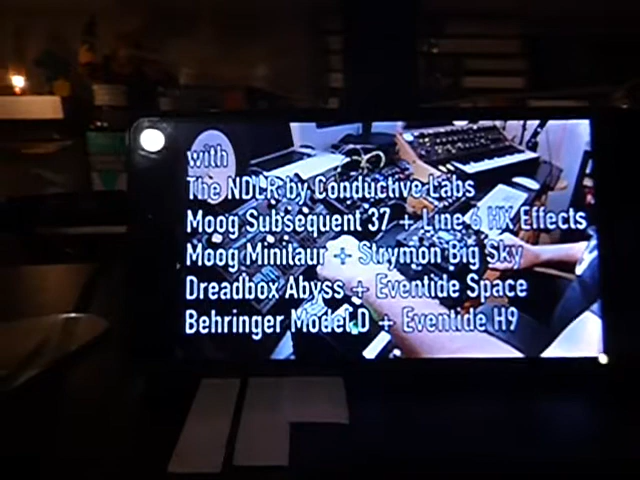 with
The NDLR by Conductive Labs
Moog Subsequent 37 + Line 6 HX Effects
Moog Minitaur + Strymon Big Sky
Dreadbox Abyss + Eventide Space
Behringer Model D + Eventide H9